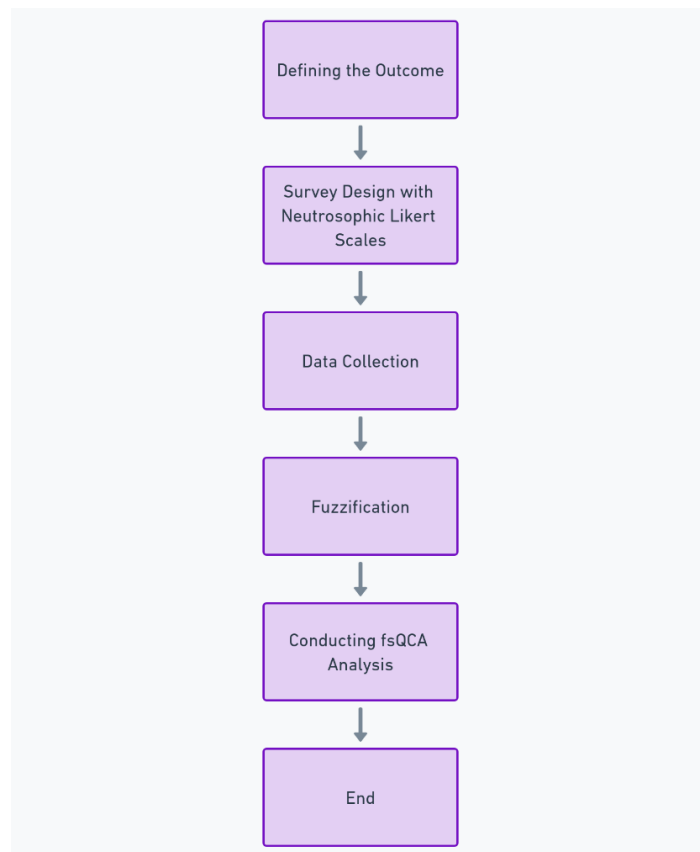 Defining the Outcome
Survey Design with
Neutrosophic Likert
Scales
Data Collection
Fuzzification
Conducting fsQCA
Analysis
End